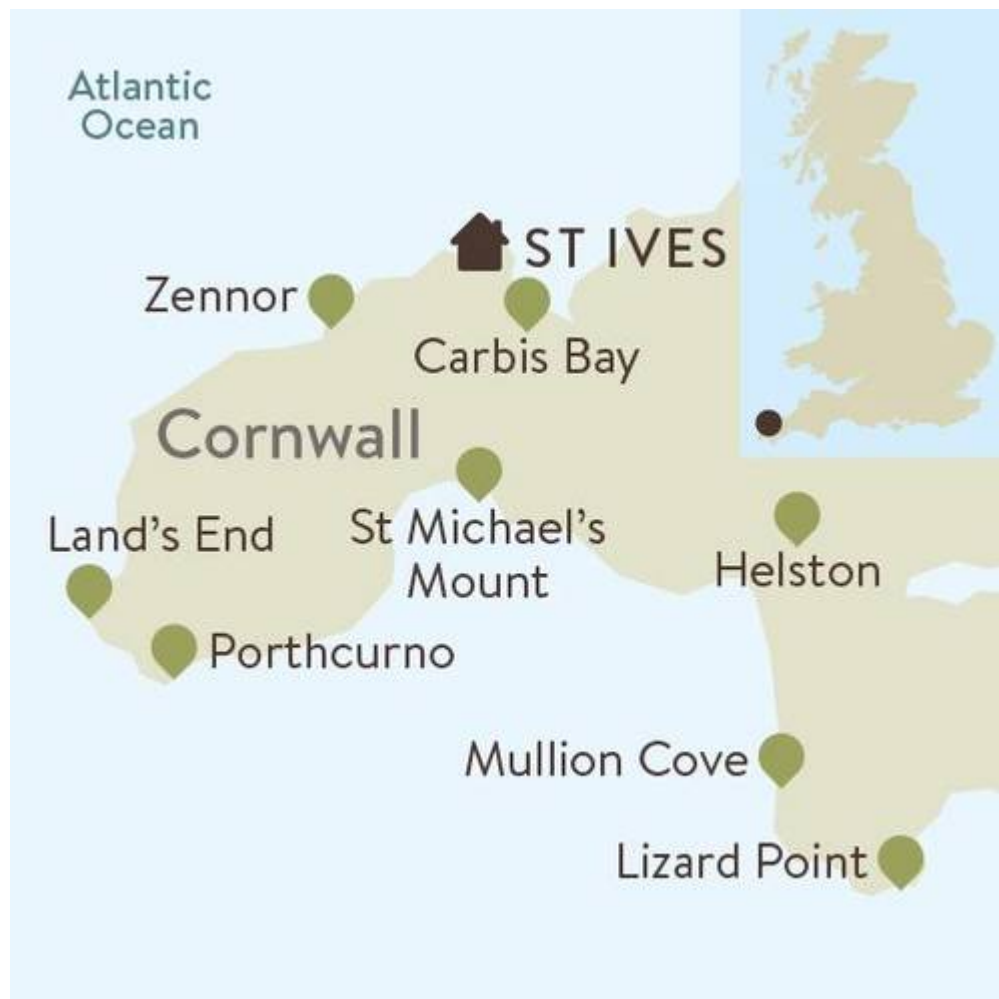 Atlantic
Ocean
ST IVES
Zennor
Carbis Bay
Cornwall
Land's End
St Michael's
Mount
Helston
Porthcurno
Mullion Cove
Lizard Point